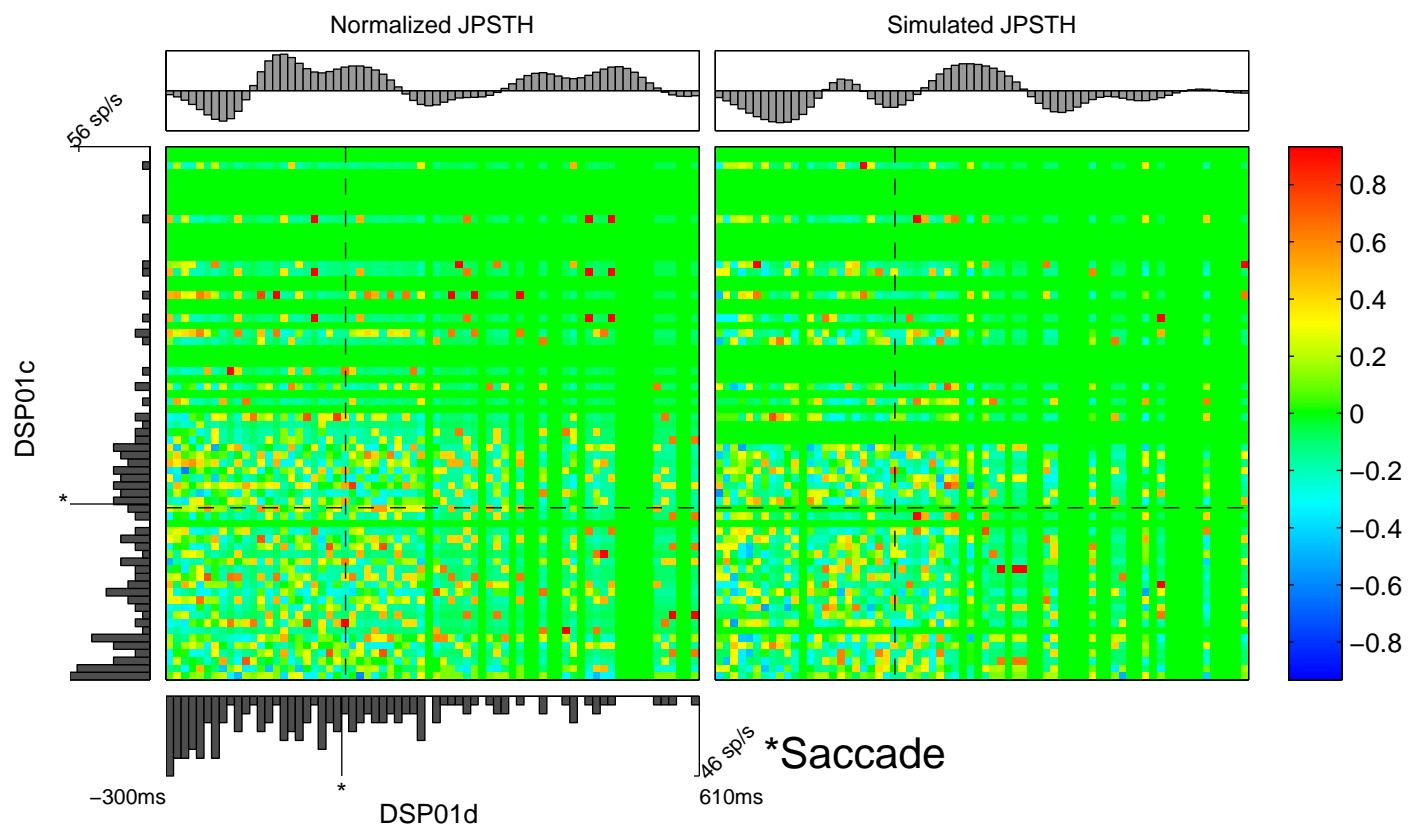 Normalized JPSTH
Simulated JPSTH
56 sp/s
0.8
0.6
0.4
0.2
0
−0.2
−0.4
−0.6
−0.8
DSP01c
*
46 sp/s
*Saccade
−300ms
*
610ms
DSP01d